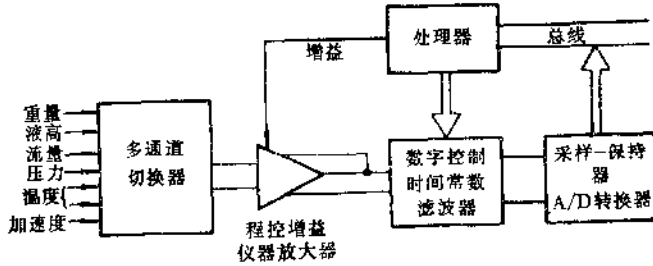 处理器
增益
总线
重量
液高
流量
压力
温度
加速度
多通道
切换器
程控增益
仪器放大器
数字控制
时间常数
滤波器
采样-保持
器
A/D转换器